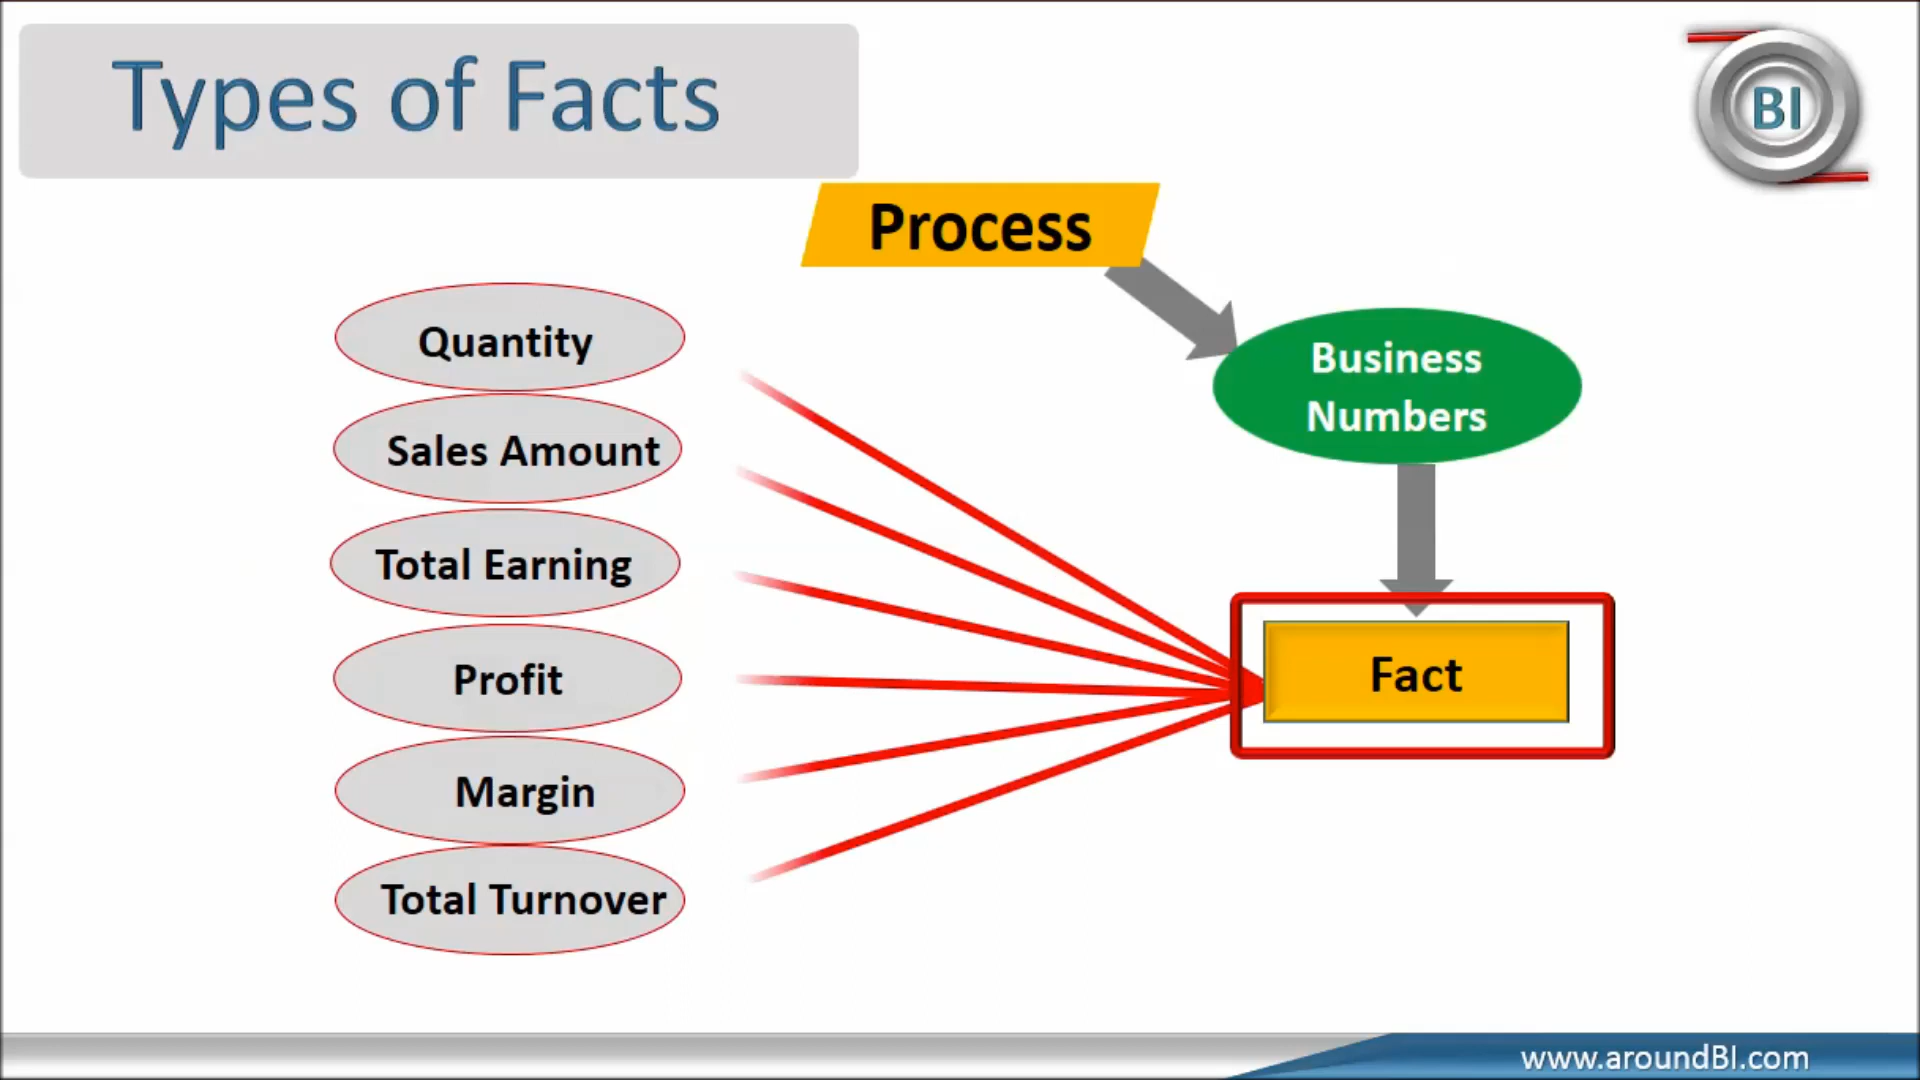 Types of Facts
BI
Process
Quantity
Business
Numbers
Sales Amount
Total Earning
Profit
Fact
Margin
Total Turnover
www.aroundBI.com